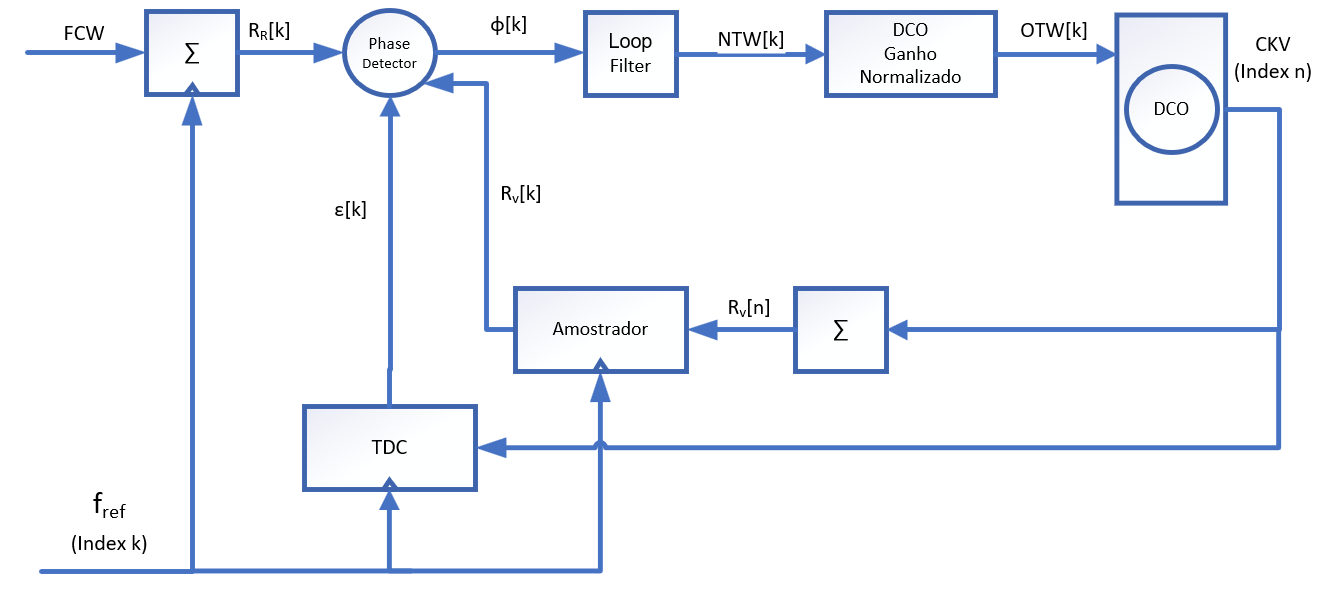 FCW
Σ
R_R[k]
Phase
Detector
ϕ[k]
Loop
Filter
NTW[k]
DCO
Ganho
Normalizado
OTW[k]
DCO
CKV
(Index n)
ε[k]
R_v[k]
Amostrador
R_v[n]
Σ
TDC
f_ref
(Index k)